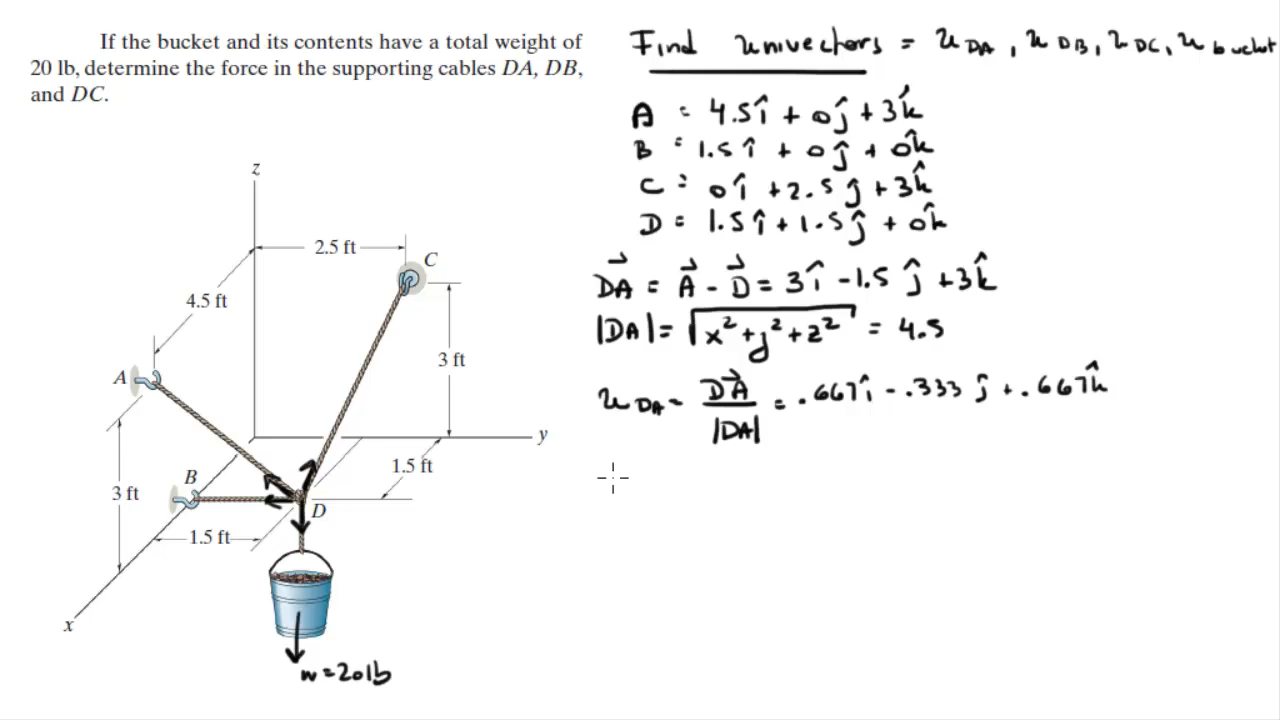 If the bucket and its contents have a total weight of
20 lb, determine the force in the supporting cables DA, DB,
and DC.
Find univectors = u DA, u DB, u DC, u bucket
A = 4.5î + 0ĵ + 3k̂
B = 1.5î + 0ĵ + 0k̂
C = 0î + 2.5ĵ + 3k̂
D = 1.5î + 1.5ĵ + 0k̂
DA⃗ = A⃗ - D⃗ = 3î - 1.5ĵ + 3k̂
|DA| = √x² + y² + z² = 4.5
u DA = DA⃗ / |DA| = .667î - .333ĵ + .667k̂
z
2.5 ft
C
4.5 ft
3 ft
A
y
1.5 ft
B
3 ft
D
1.5 ft
x
w = 20lb